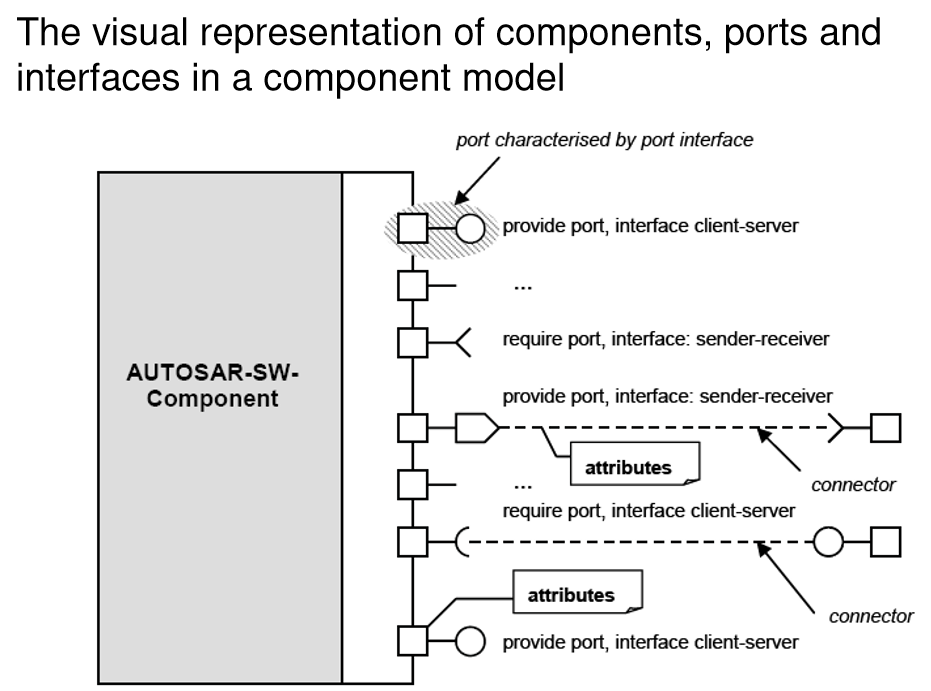 The visual representation of components, ports and
interfaces in a component model
port characterised by port interface
provide port, interface client-server
...
require port, interface: sender-receiver
AUTOSAR-SW-
Component
provide port, interface: sender-receiver
attributes
connector
...
require port, interface client-server
attributes
connector
provide port, interface client-server